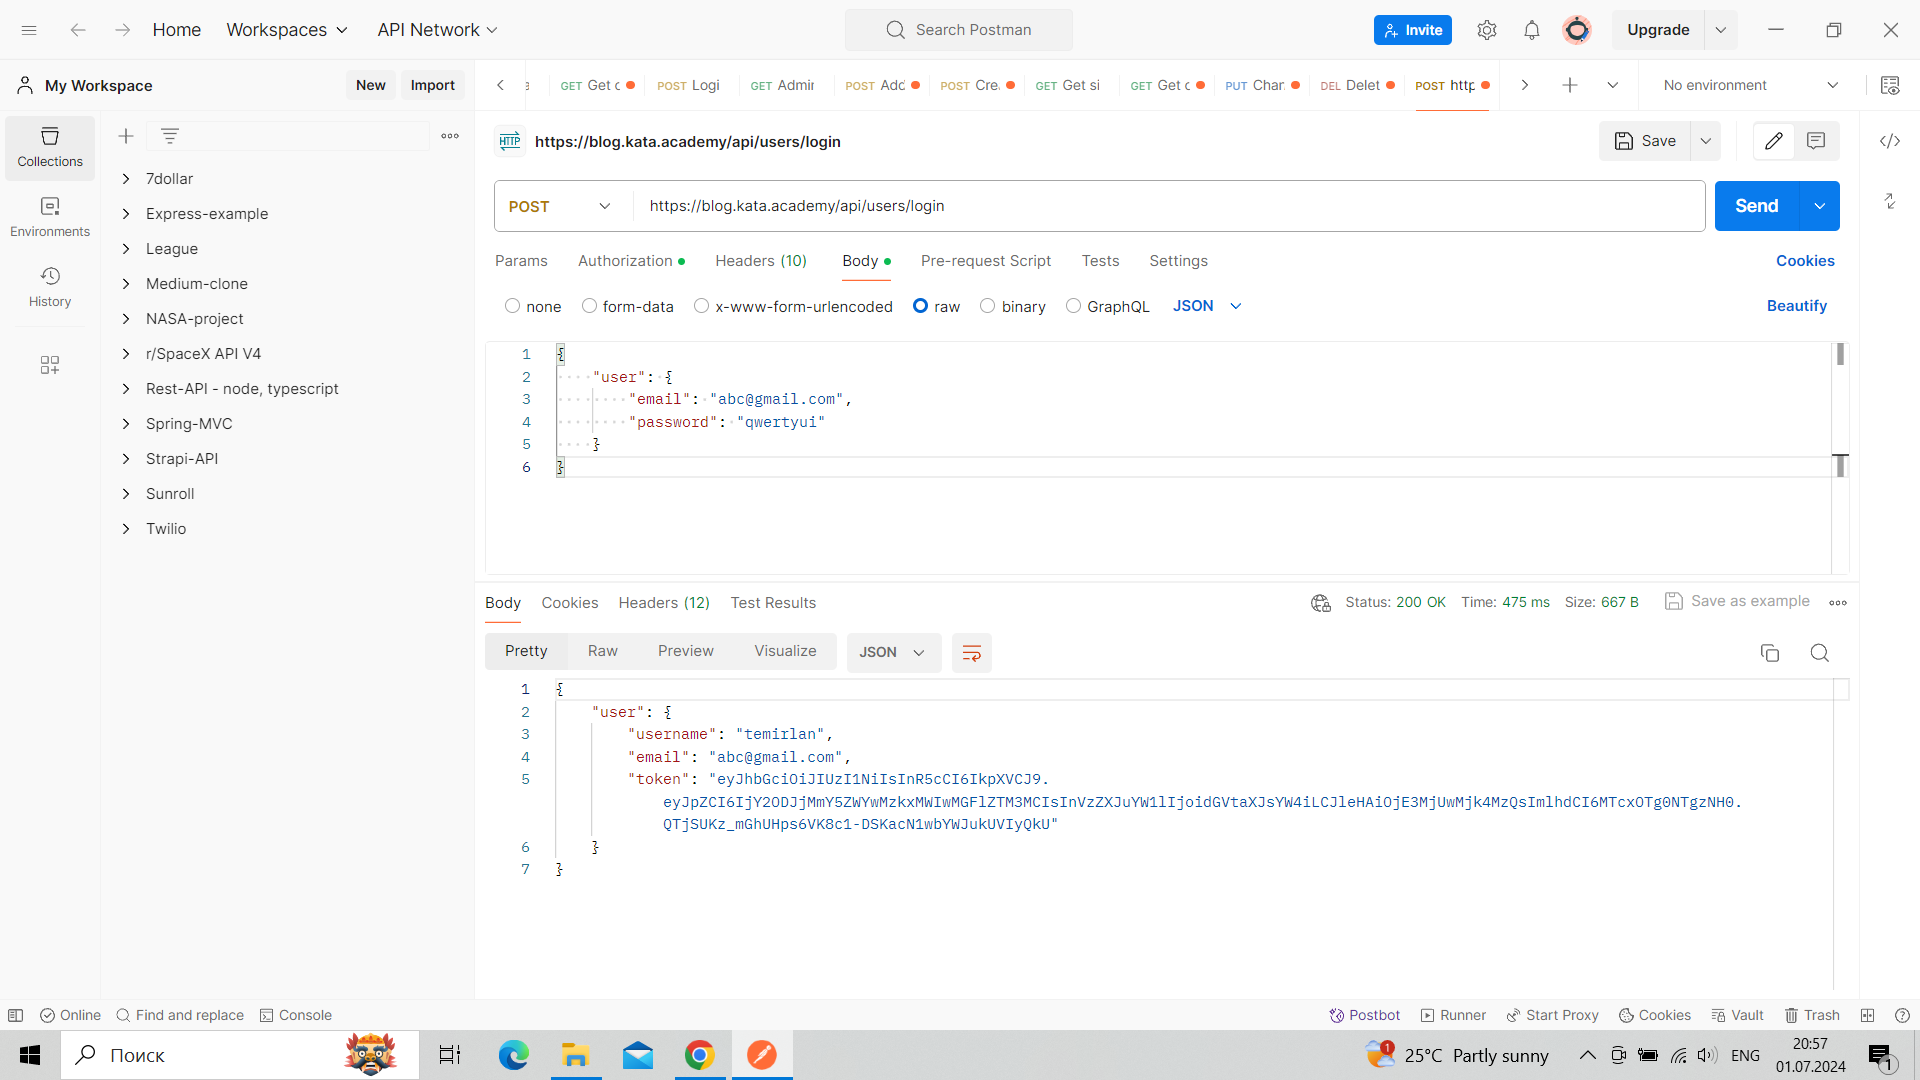 Home Workspaces API Network Search Postman Invite Upgrade
My Workspace New Import
GET Get c POST Logi GET Admin POST Add POST Cre GET Get si GET Get c PUT Chan DEL Delet POST http No environment
Collections
Environments
History
7dollar
Express-example
League
Medium-clone
NASA-project
r/SpaceX API V4
Rest-API - node, typescript
Spring-MVC
Strapi-API
Sunroll
Twilio
HTTP https://blog.kata.academy/api/users/login Save
POST https://blog.kata.academy/api/users/login Send
Params Authorization Headers (10) Body Pre-request Script Tests Settings Cookies
none form-data x-www-form-urlencoded raw binary GraphQL JSON Beautify
1 {
2 "user": {
3 "email": "abc@gmail.com",
4 "password": "qwertyui"
5 }
6 }
Body Cookies Headers (12) Test Results Status: 200 OK Time: 475 ms Size: 667 B Save as example
Pretty Raw Preview Visualize JSON
1 {
2 "user": {
3 "username": "temirlan",
4 "email": "abc@gmail.com",
5 "token": "eyJhbGciOiJIUzI1NiIsInR5cCI6IkpXVCJ9.
eyJpZCI6IjY2ODJjMmY5ZWYwMzkxMWIwMGFlZTM3MCIsInVzZXJuYW1lIjoidGVtaXJsYW4iLCJleHAiOjE3MjUwMjk4MzQsImlhdCI6MTcxOTg0NTgzNH0.
QTjSUKz_mGhUHps6VK8c1-DSKacN1wbYWJukUVIyQkU"
6 }
7 }
Online Find and replace Console Postbot Runner Start Proxy Cookies Vault Trash
Поиск 1 25°C Partly sunny ENG 20:57
01.07.2024 1